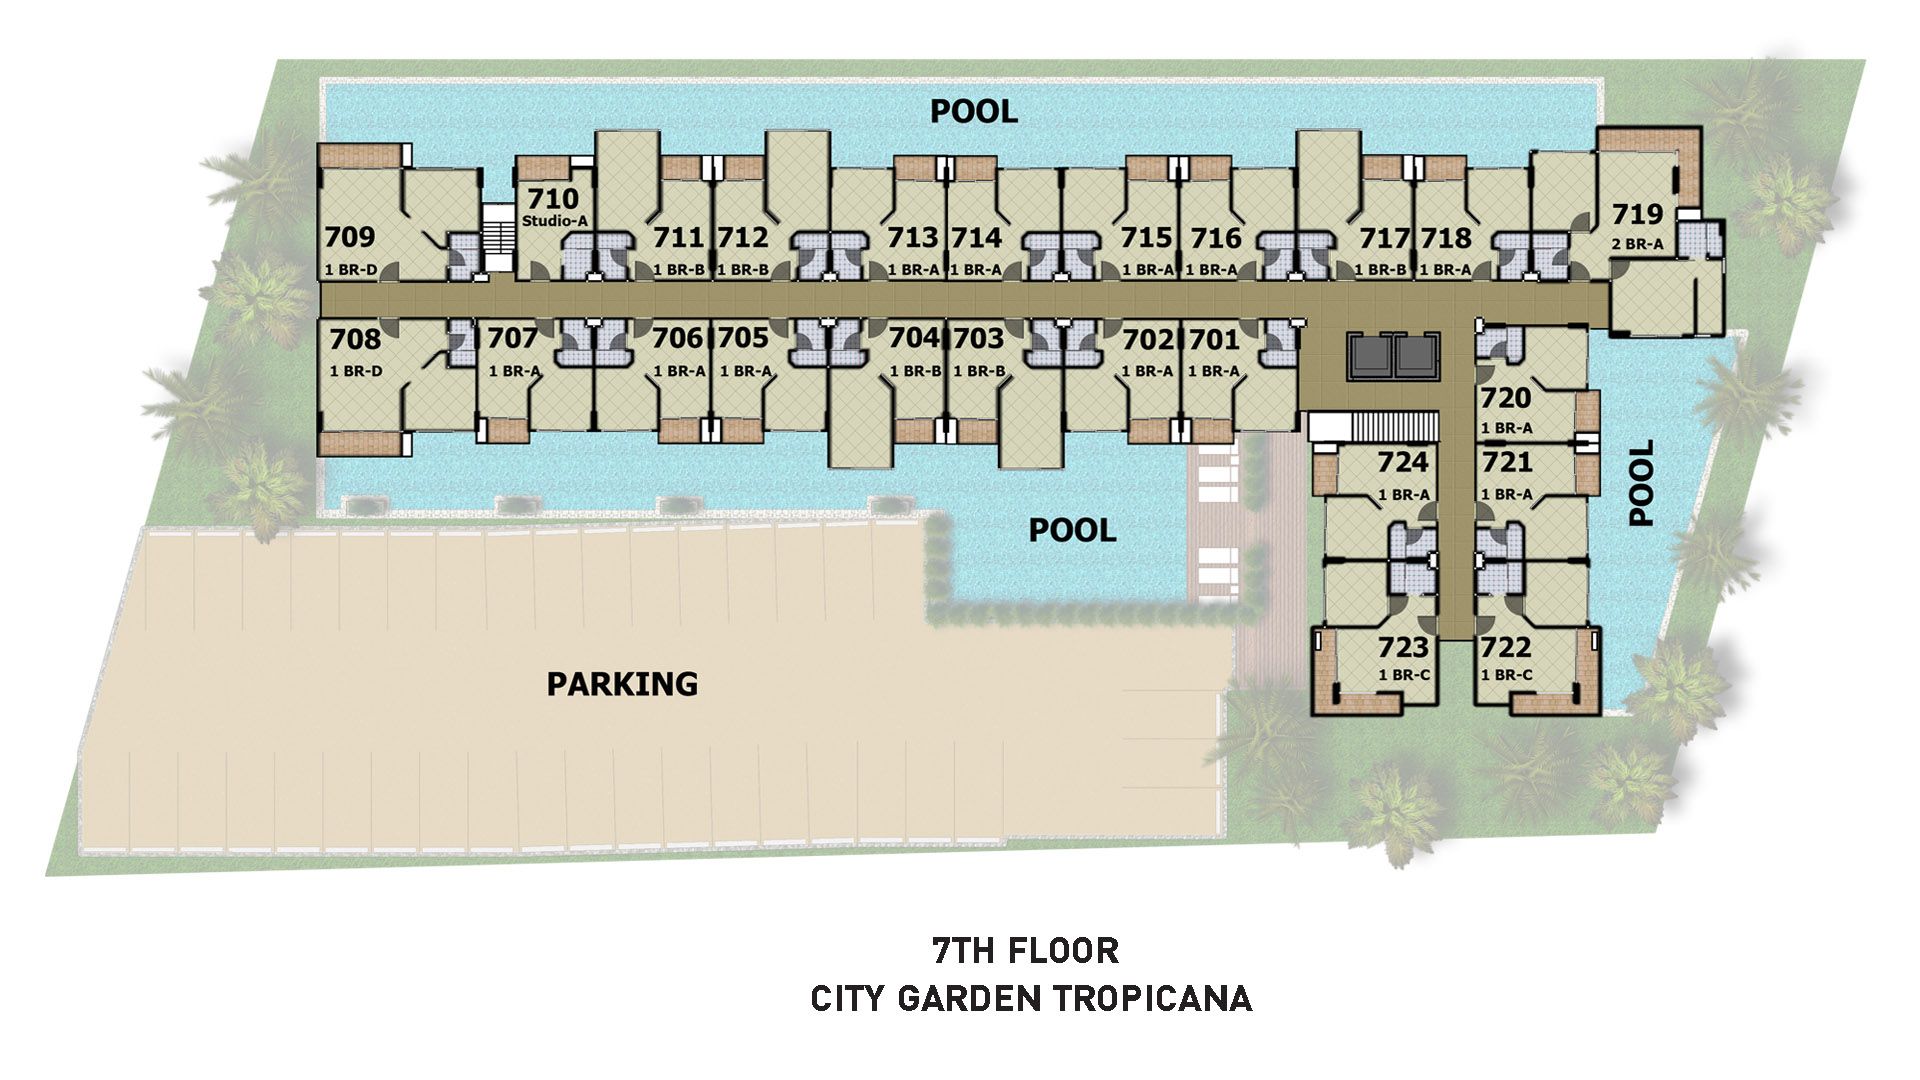 POOL
710
Studio-A
709
1 BR-D
711
1 BR-B
712
1 BR-B
713
1 BR-A
714
1 BR-A
715
1 BR-A
716
1 BR-A
717
1 BR-B
718
1 BR-A
719
2 BR-A
708
1 BR-D
707
1 BR-A
706
1 BR-A
705
1 BR-A
704
1 BR-B
703
1 BR-B
702
1 BR-A
701
1 BR-A
720
1 BR-A
724
1 BR-A
721
1 BR-A
POOL
POOL
723
1 BR-C
722
1 BR-C
PARKING
7TH FLOOR
CITY GARDEN TROPICANA